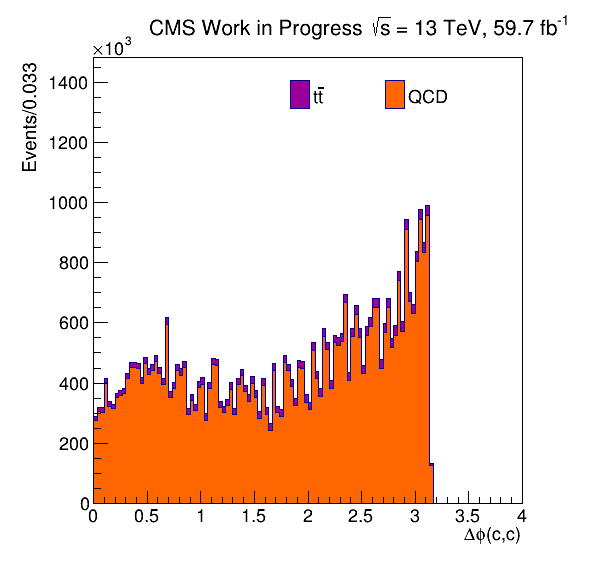 CMS Work in Progress √s = 13 TeV, 59.7 fb⁻¹
×10³
Events/0.033
1400
1200
1000
800
600
400
200
0
tt̄
QCD
0 0.5 1 1.5 2 2.5 3 3.5 4
Δϕ(c,c)